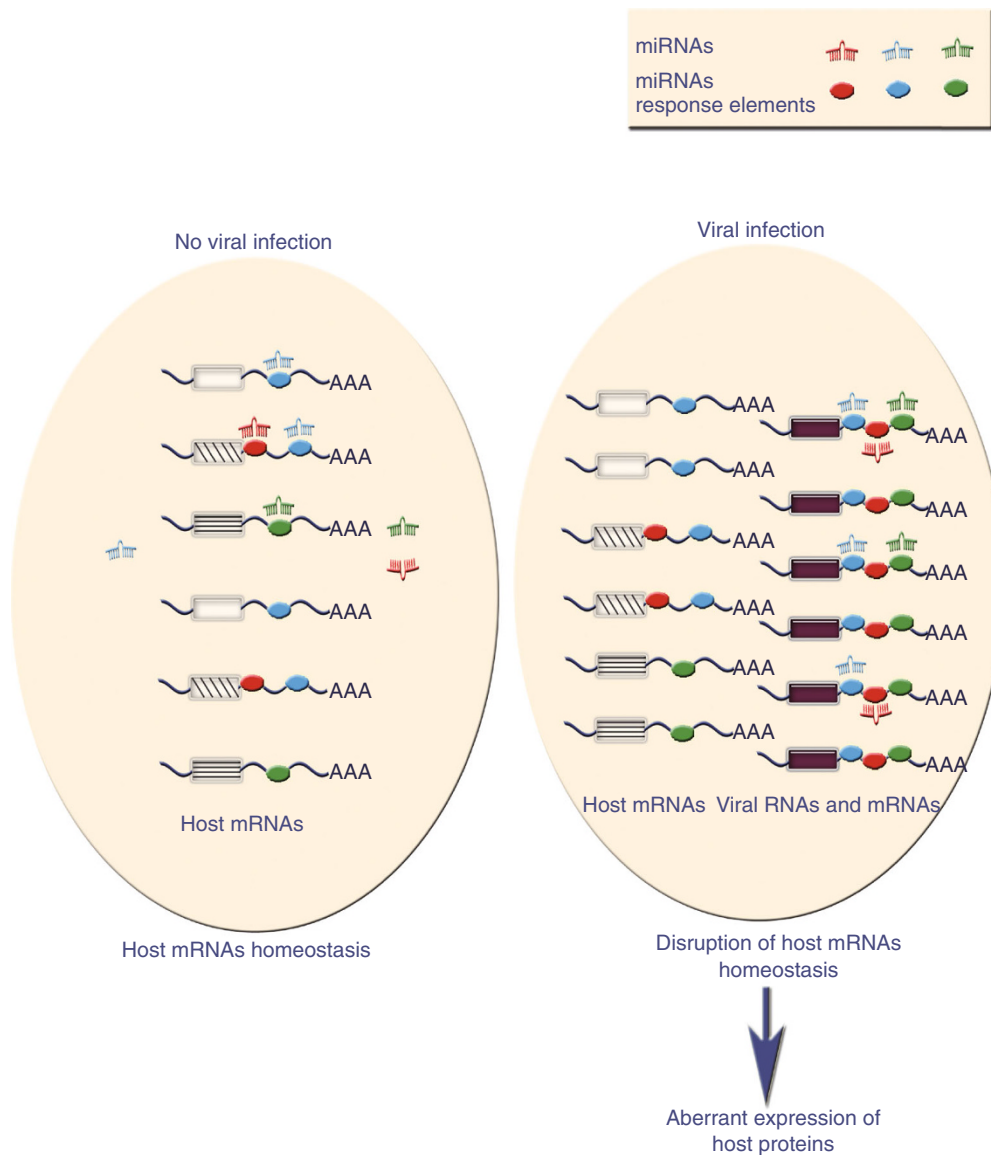 miRNAs
miRNAs
response elements
No viral infection
AAA
AAA
AAA
AAA
AAA
AAA
Host mRNAs
Host mRNAs homeostasis
Viral infection
AAA
AAA
AAA
AAA
AAA
AAA
AAA
AAA
AAA
AAA
AAA
AAA
Host mRNAs
Viral RNAs and mRNAs
Disruption of host mRNAs
homeostasis
Aberrant expression of
host proteins